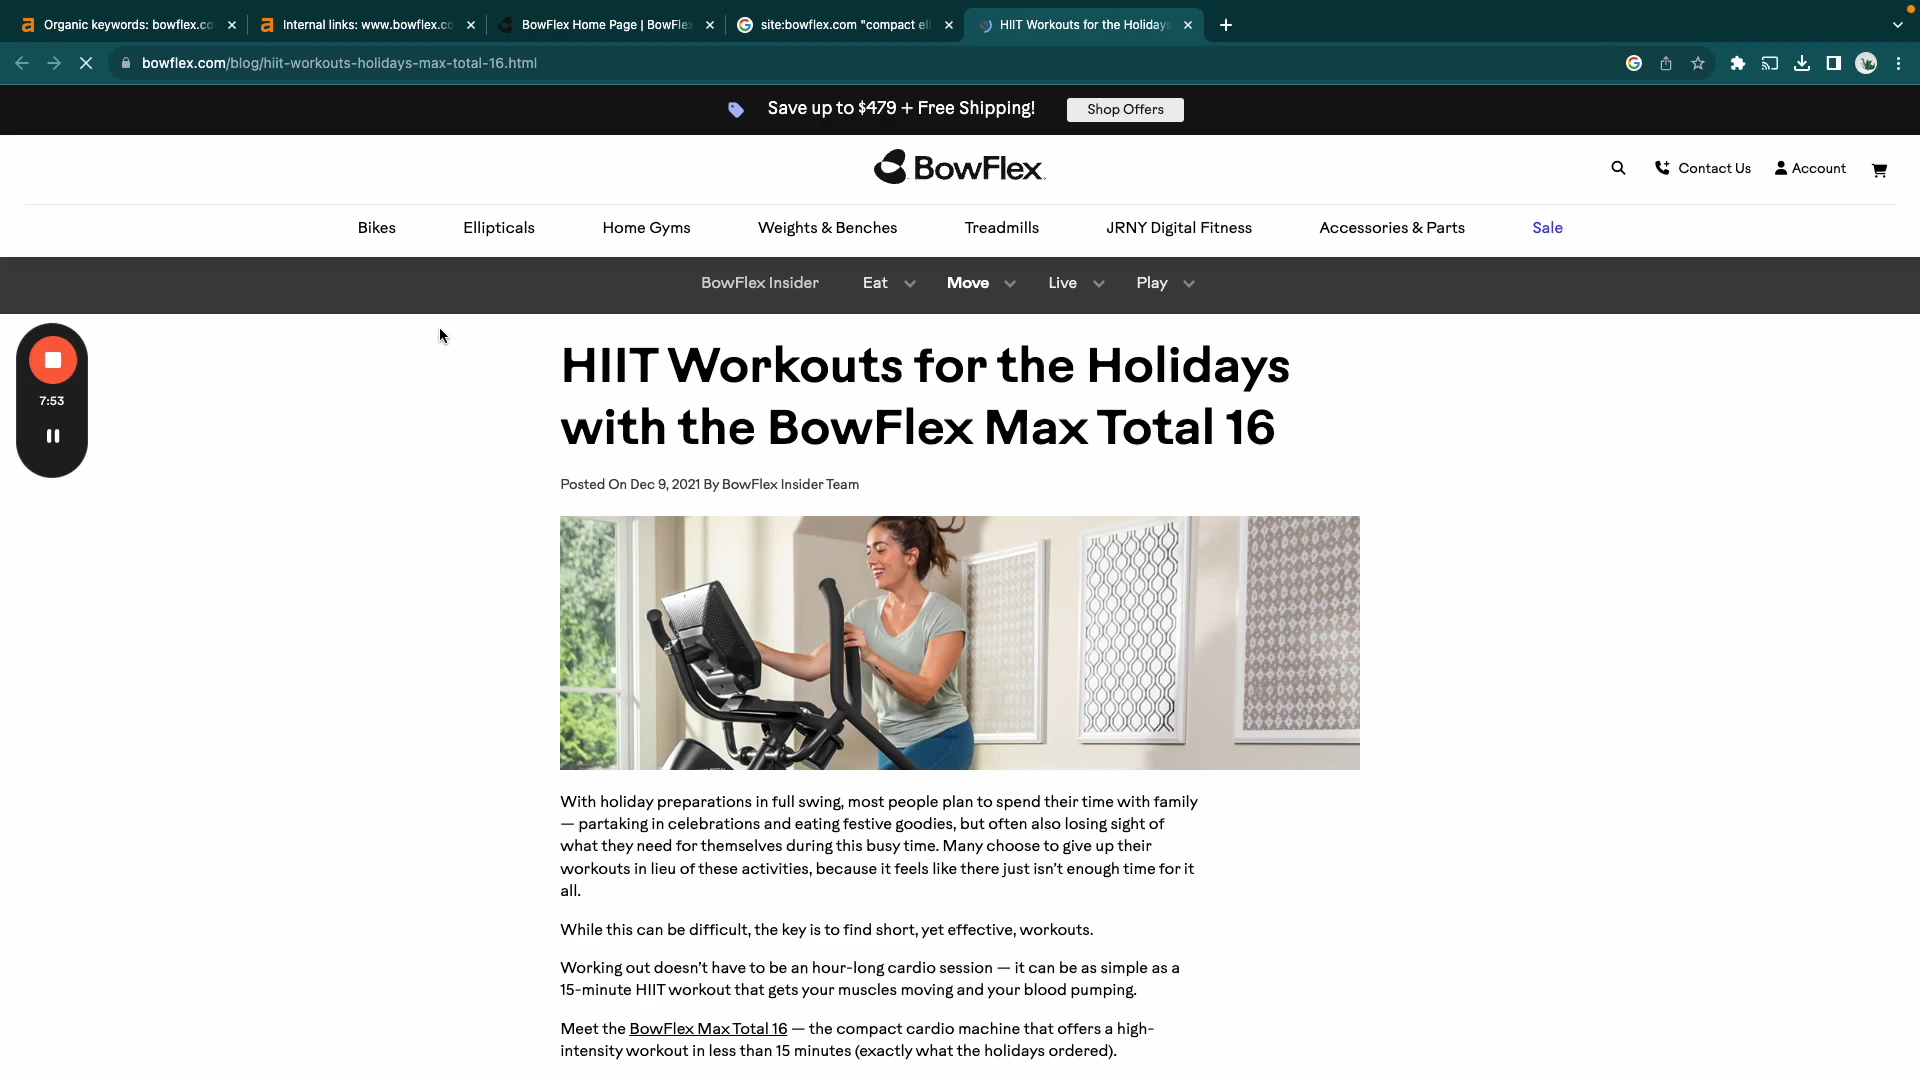 Organic keywords: bowflex.co
Internal links: www.bowflex.co
BowFlex Home Page | BowFle
site:bowflex.com "compact ell
HIIT Workouts for the Holidays
bowflex.com/blog/hiit-workouts-holidays-max-total-16.html
Save up to $479 + Free Shipping!
Shop Offers
BowFlex
Contact Us
Account
Bikes
Ellipticals
Home Gyms
Weights & Benches
Treadmills
JRNY Digital Fitness
Accessories & Parts
Sale
BowFlex Insider
Eat
Move
Live
Play
7:53
HIIT Workouts for the Holidays
with the BowFlex Max Total 16
Posted On Dec 9, 2021 By BowFlex Insider Team
With holiday preparations in full swing, most people plan to spend their time with family
— partaking in celebrations and eating festive goodies, but often also losing sight of
what they need for themselves during this busy time. Many choose to give up their
workouts in lieu of these activities, because it feels like there just isn't enough time for it
all.
While this can be difficult, the key is to find short, yet effective, workouts.
Working out doesn't have to be an hour-long cardio session — it can be as simple as a
15-minute HIIT workout that gets your muscles moving and your blood pumping.
Meet the BowFlex Max Total 16 — the compact cardio machine that offers a high-
intensity workout in less than 15 minutes (exactly what the holidays ordered).